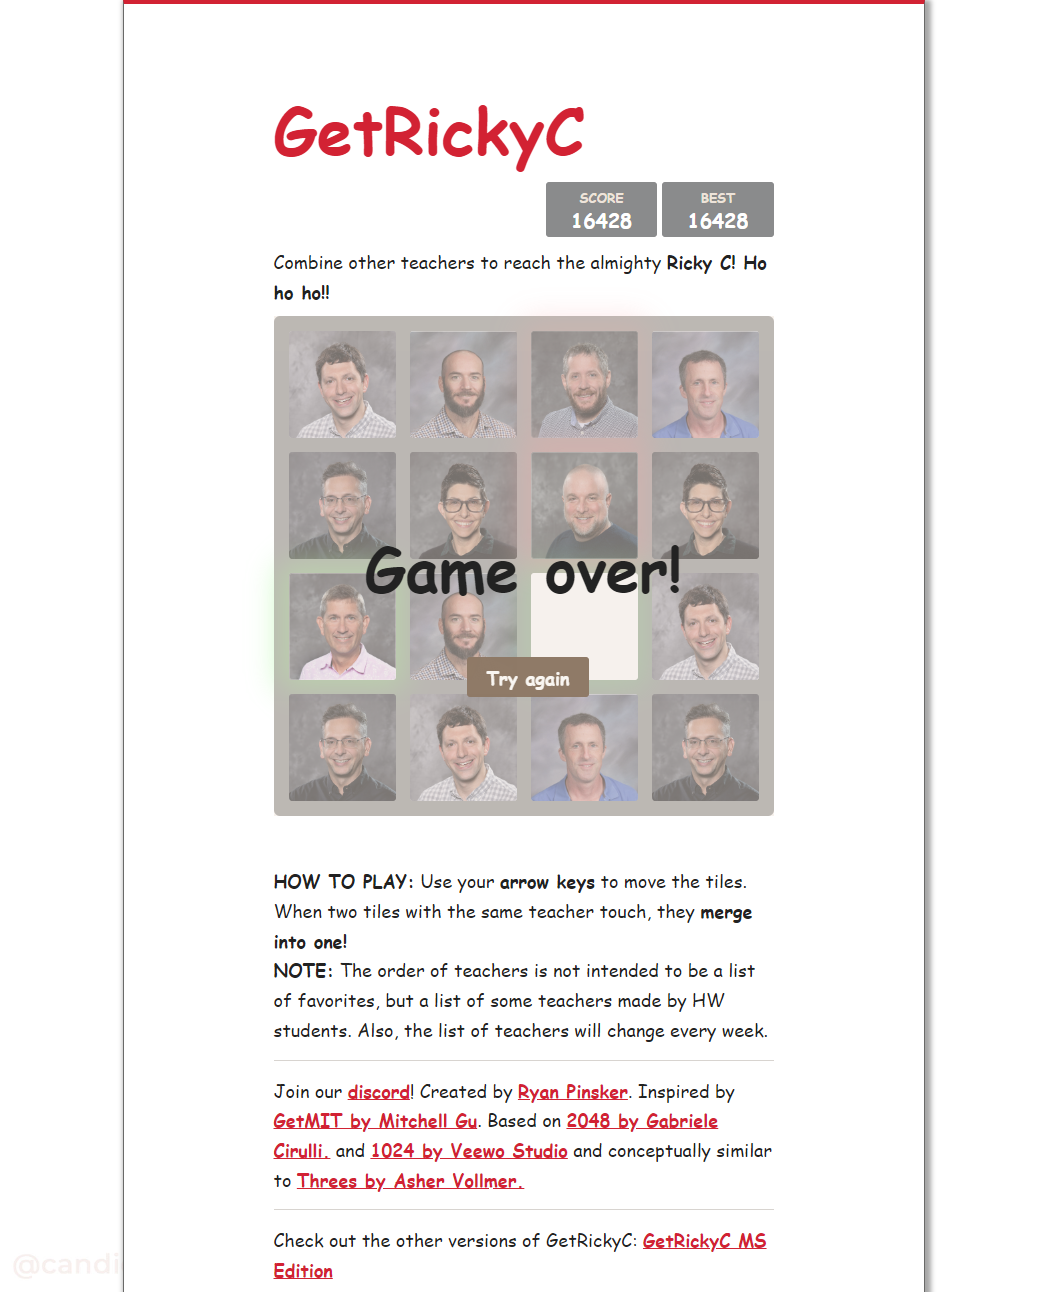 GetRickyC
SCORE BEST
16428 16428
Combine other teachers to reach the almighty Ricky C! Ho
ho ho!!
Game over!
Try again
HOW TO PLAY: Use your arrow keys to move the tiles.
When two tiles with the same teacher touch, they merge
into one!
NOTE: The order of teachers is not intended to be a list
of favorites, but a list of some teachers made by HW
students. Also, the list of teachers will change every week.
Join our discord! Created by Ryan Pinsker. Inspired by
GetMIT by Mitchell Gu. Based on 2048 by Gabriele
Cirulli. and 1024 by Veewo Studio and conceptually similar
to Threes by Asher Vollmer.
Check out the other versions of GetRickyC: GetRickyC MS
Edition